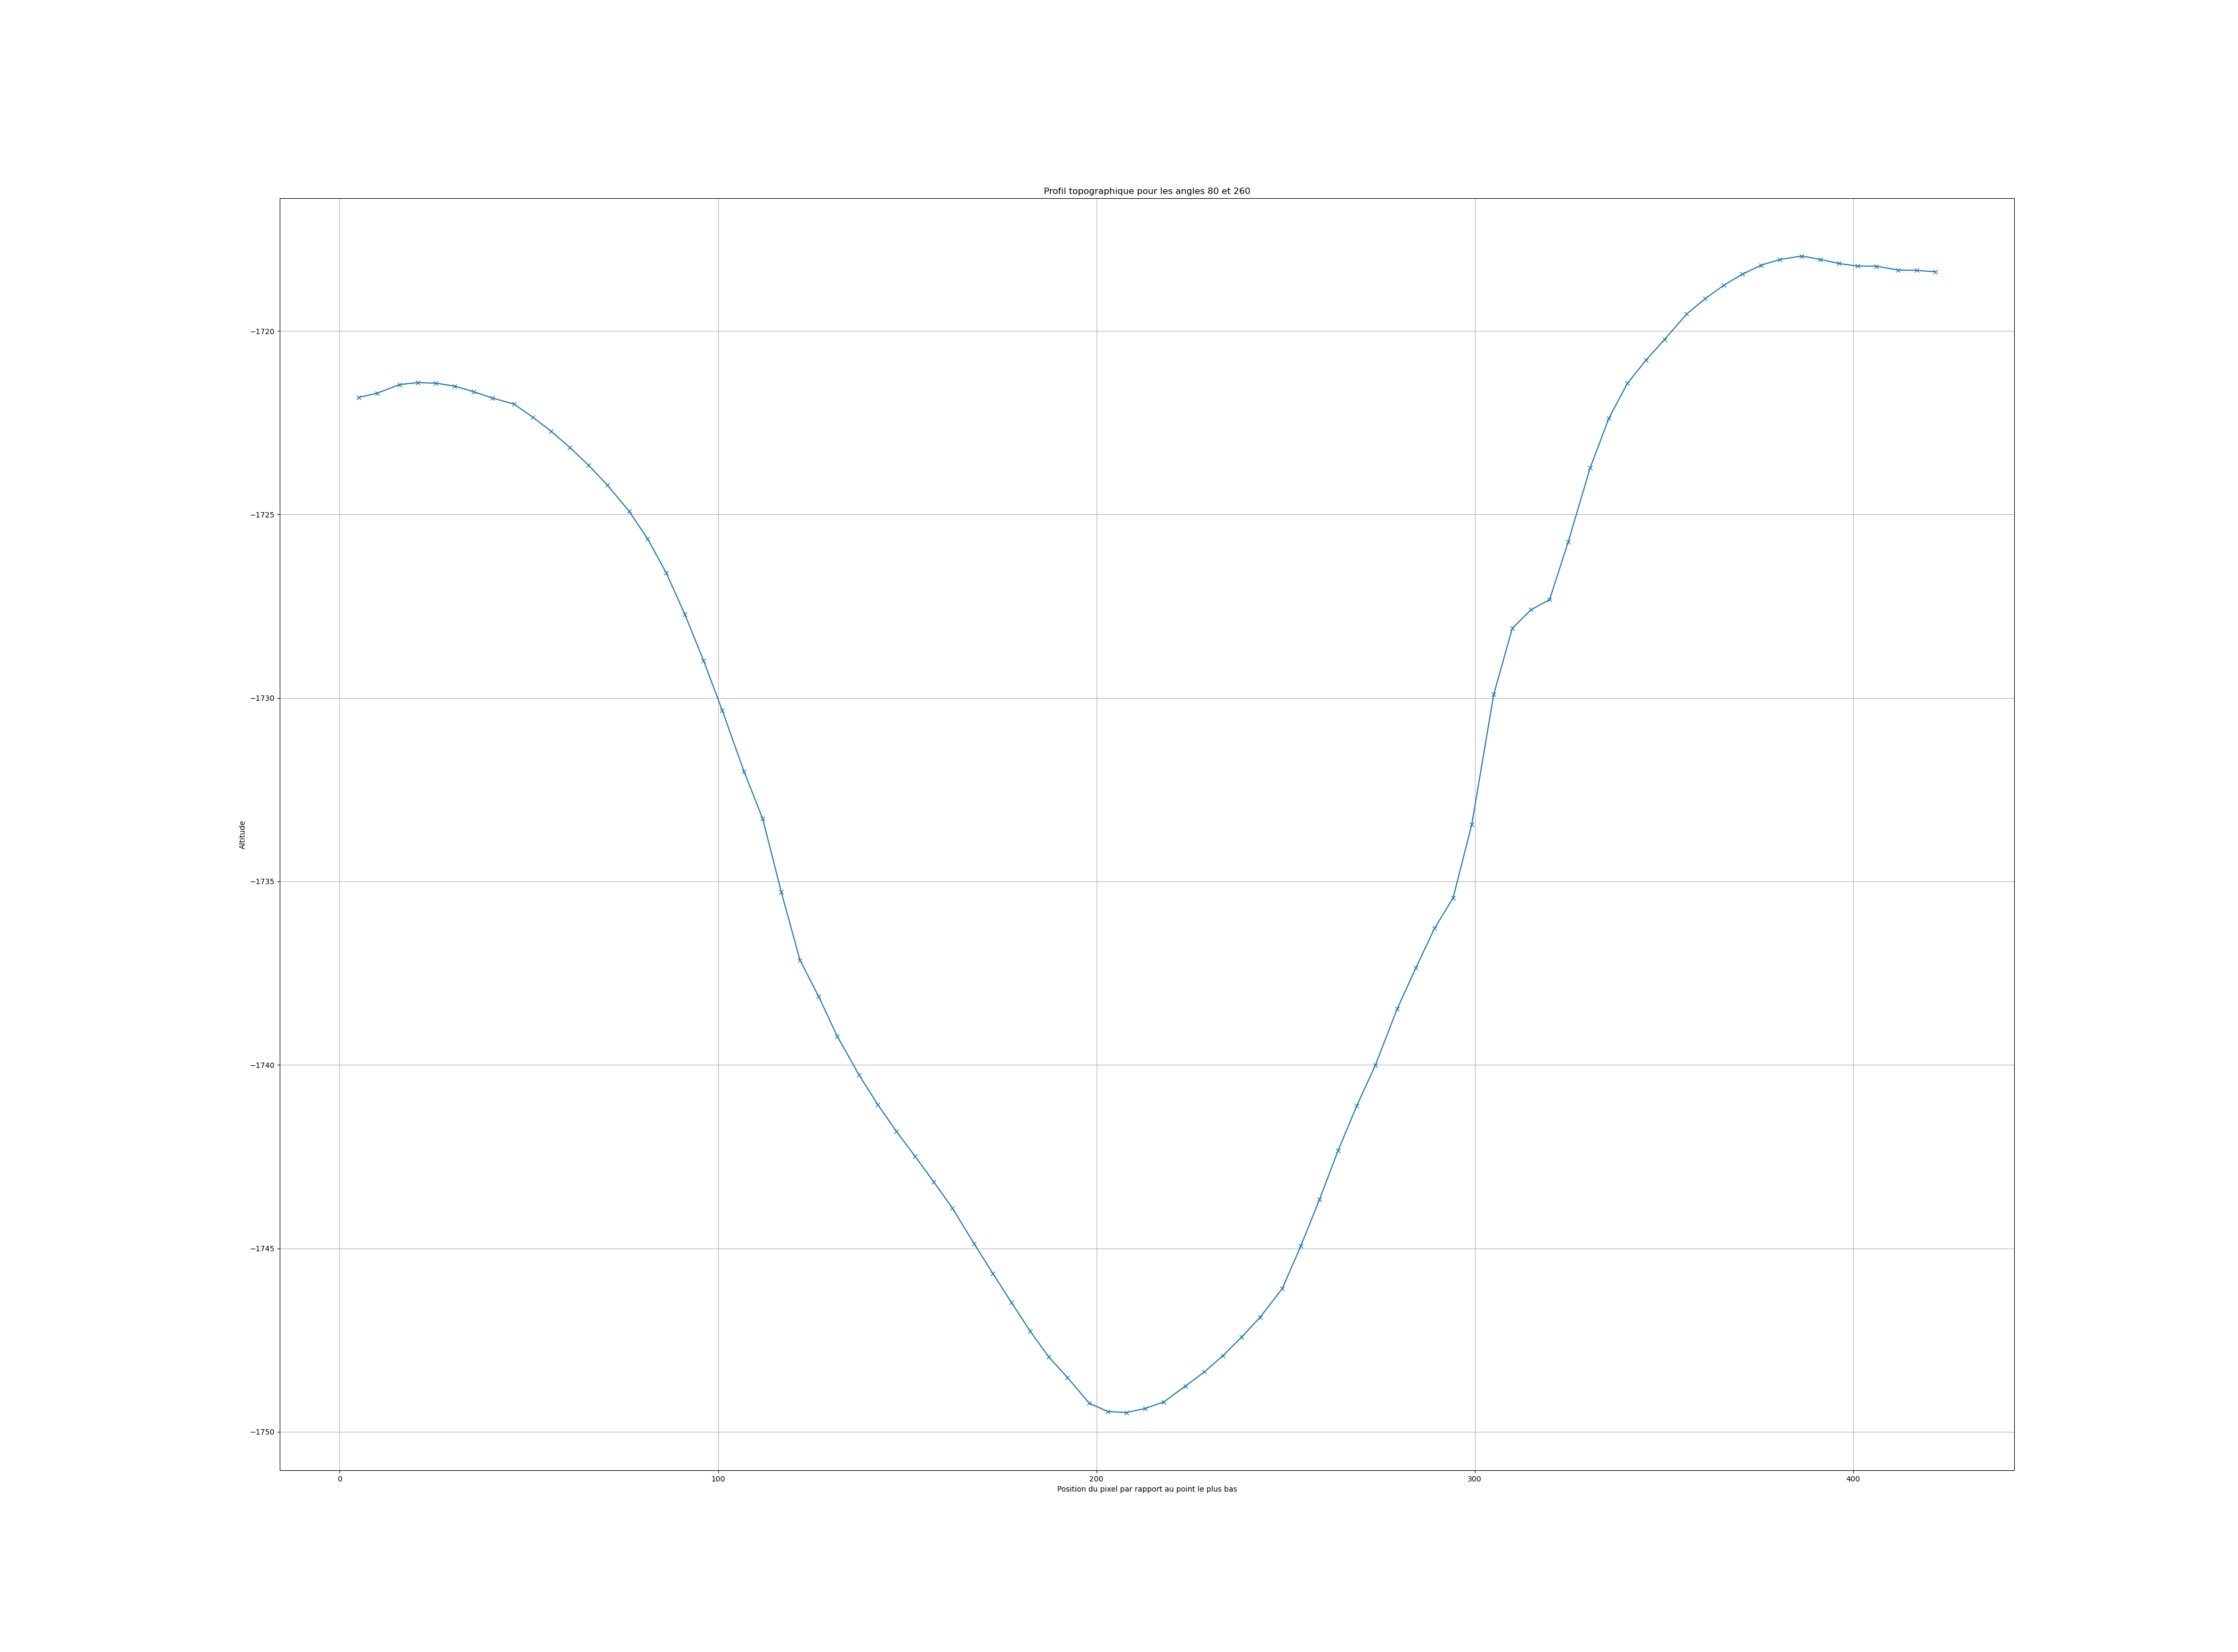 Profil topographique pour les angles 80 et 260
Altitude
−1720
−1725
−1730
−1735
−1740
−1745
−1750
0 100 200 300 400
Position du pixel par rapport au point le plus bas